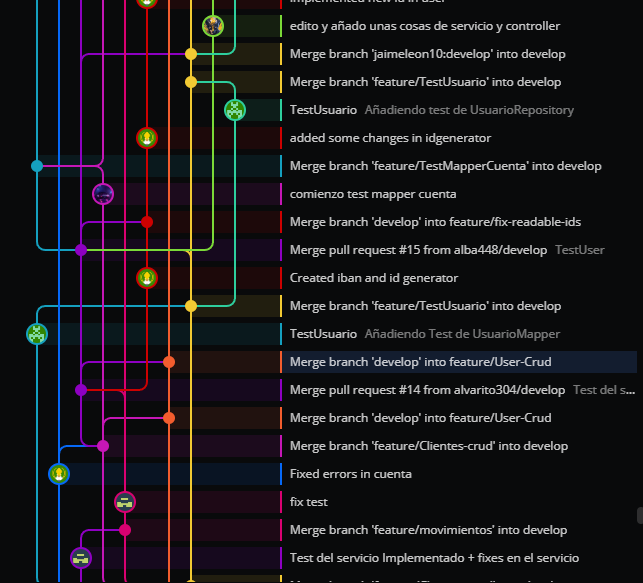 Implemented new id in user
edito y añado unas cosas de servicio y controller
Merge branch 'jaimeleon10:develop' into develop
Merge branch 'feature/TestUsuario' into develop
TestUsuario Añadiendo test de UsuarioRepository
added some changes in idgenerator
Merge branch 'feature/TestMapperCuenta' into develop
comienzo test mapper cuenta
Merge branch 'develop' into feature/fix-readable-ids
Merge pull request #15 from alba448/develop TestUser
Created iban and id generator
Merge branch 'feature/TestUsuario' into develop
TestUsuario Añadiendo Test de UsuarioMapper
Merge branch 'develop' into feature/User-Crud
Merge pull request #14 from alvarito304/develop Test del s...
Merge branch 'develop' into feature/User-Crud
Merge branch 'feature/Clientes-crud' into develop
Fixed errors in cuenta
fix test
Merge branch 'feature/movimientos' into develop
Test del servicio Implementado + fixes en el servicio